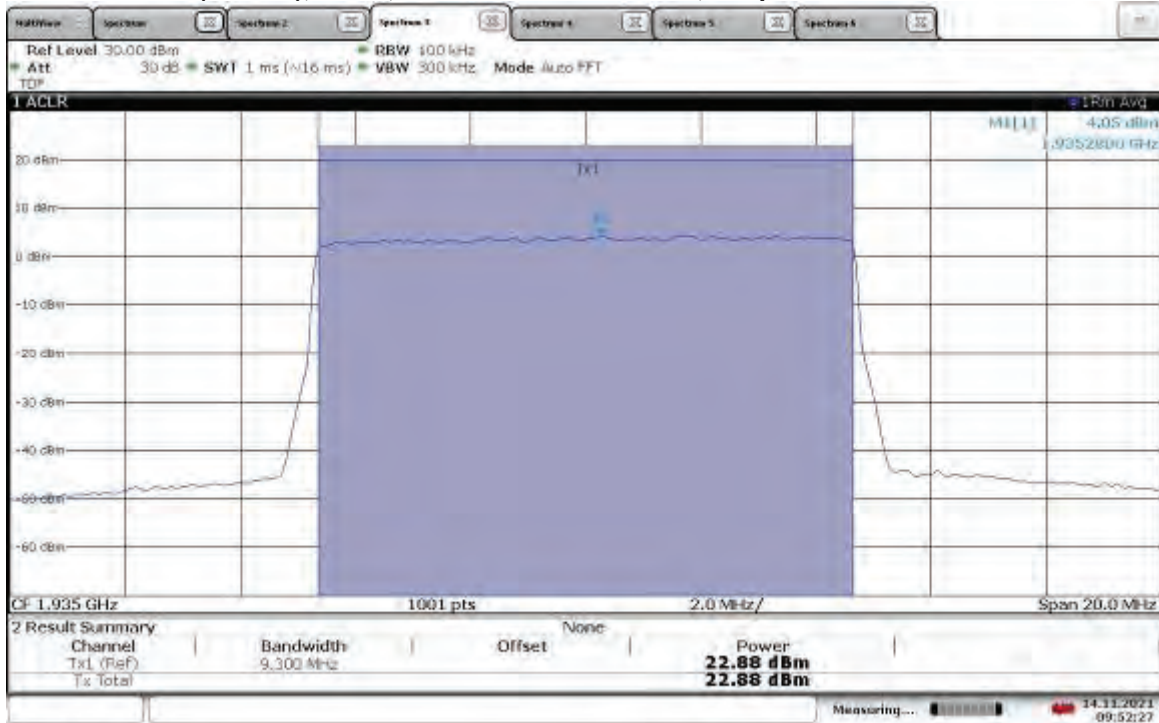 MultiView Spectrum Spectrum 2 Spectrum 3 Spectrum 4 Spectrum 5 Spectrum 6
Ref Level 30.00 dBm RBW 100 kHz
Att 30 dB SWT 1 ms (~16 ms) VBW 300 kHz Mode Auto FFT
TDF
1 ACLR 1Rm Avg
M1[1] 4.05 dBm
1.9352800 GHz
20 dBm
Tx1
10 dBm
0 dBm
-10 dBm
-20 dBm
-30 dBm
-40 dBm
-50 dBm
-60 dBm
CF 1.935 GHz 1001 pts 2.0 MHz/ Span 20.0 MHz
2 Result Summary None
Channel Bandwidth Offset Power
Tx1 (Ref) 9.300 MHz 22.88 dBm
Tx Total 22.88 dBm
Measuring... 14.11.2021
09:52:27